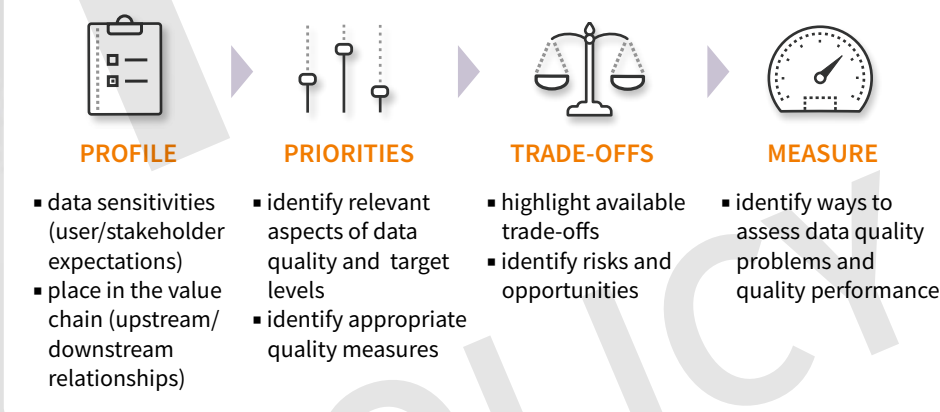 PROFILE
▪ data sensitivities
(user/stakeholder
expectations)
▪ place in the value
chain (upstream/
downstream
relationships)
PRIORITIES
▪ identify relevant
aspects of data
quality and target
levels
▪ identify appropriate
quality measures
TRADE-OFFS
▪ highlight available
trade-offs
▪ identify risks and
opportunities
MEASURE
▪ identify ways to
assess data quality
problems and
quality performance
OLICY